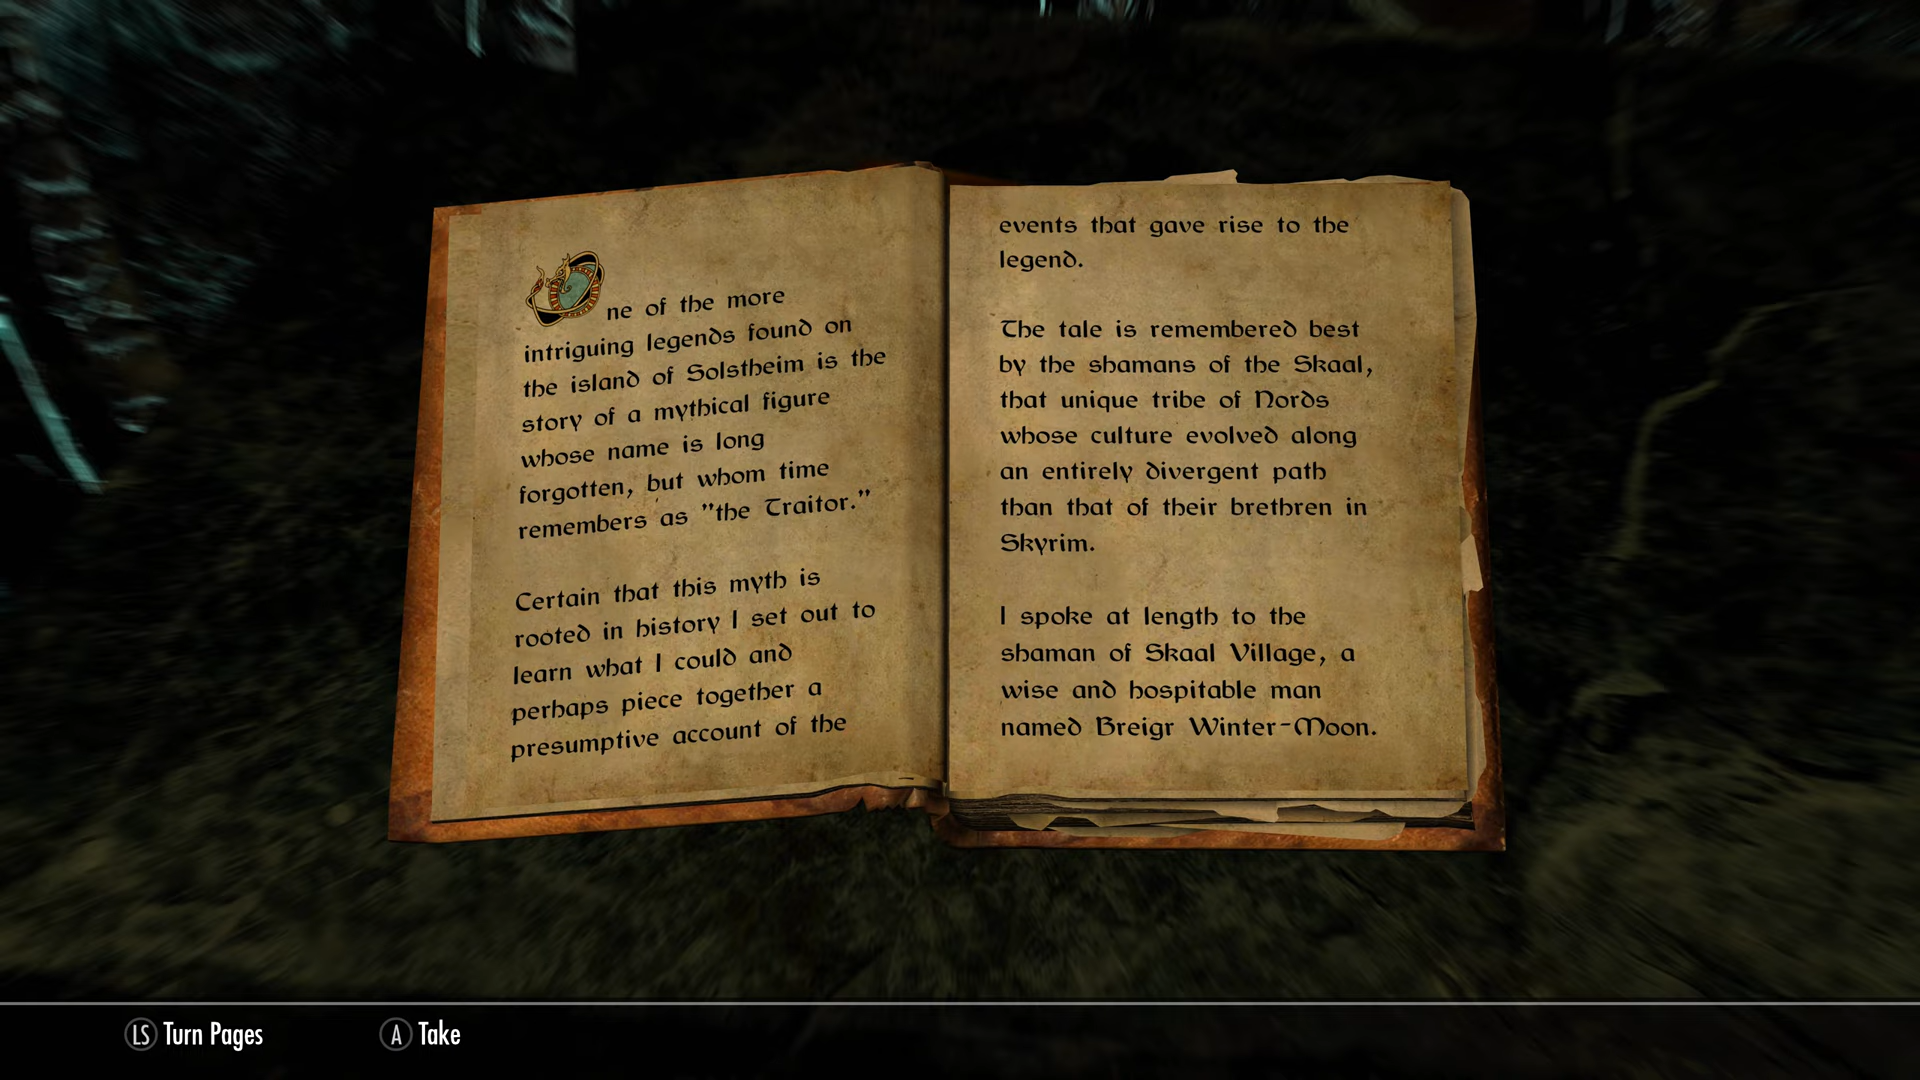 One of the more
intriguing legends found on
the island of Solstheim is the
story of a mythical figure
whose name is long
forgotten, but whom time
remembers as "the Traitor."
Certain that this myth is
rooted in history I set out to
learn what I could and
perhaps piece together a
presumptive account of the
events that gave rise to the
legend.
The tale is remembered best
by the shamans of the Skaal,
that unique tribe of Nords
whose culture evolved along
an entirely divergent path
than that of their brethren in
Skyrim.
I spoke at length to the
shaman of Skaal Village, a
wise and hospitable man
named Breigr Winter-Moon.
LS Turn Pages
A Take